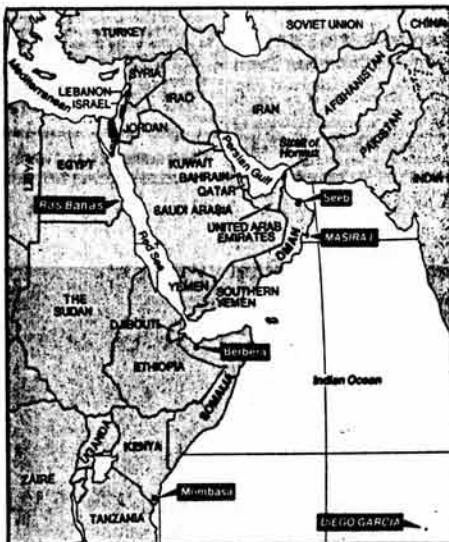 SOVIET UNION
CHINA
TURKEY
Mediterranean
SYRIA
LEBANON
ISRAEL
IRAQ
IRAN
AFGHANISTAN
JORDAN
PAKISTAN
Strait of
Hormuz
LIBYA
EGYPT
KUWAIT
Persian Gulf
BAHRAIN
QATAR
INDIA
Ras Banas
Seeb
SAUDI ARABIA
UNITED ARAB
EMIRATES
OMAN
MASIRA I.
Red Sea
YEMEN
SOUTHERN
YEMEN
THE
SUDAN
DJIBOUTI
Berbera
ETHIOPIA
Indian Ocean
SOMALIA
UGANDA
KENYA
ZAIRE
Mombasa
TANZANIA
DIEGO GARCIA